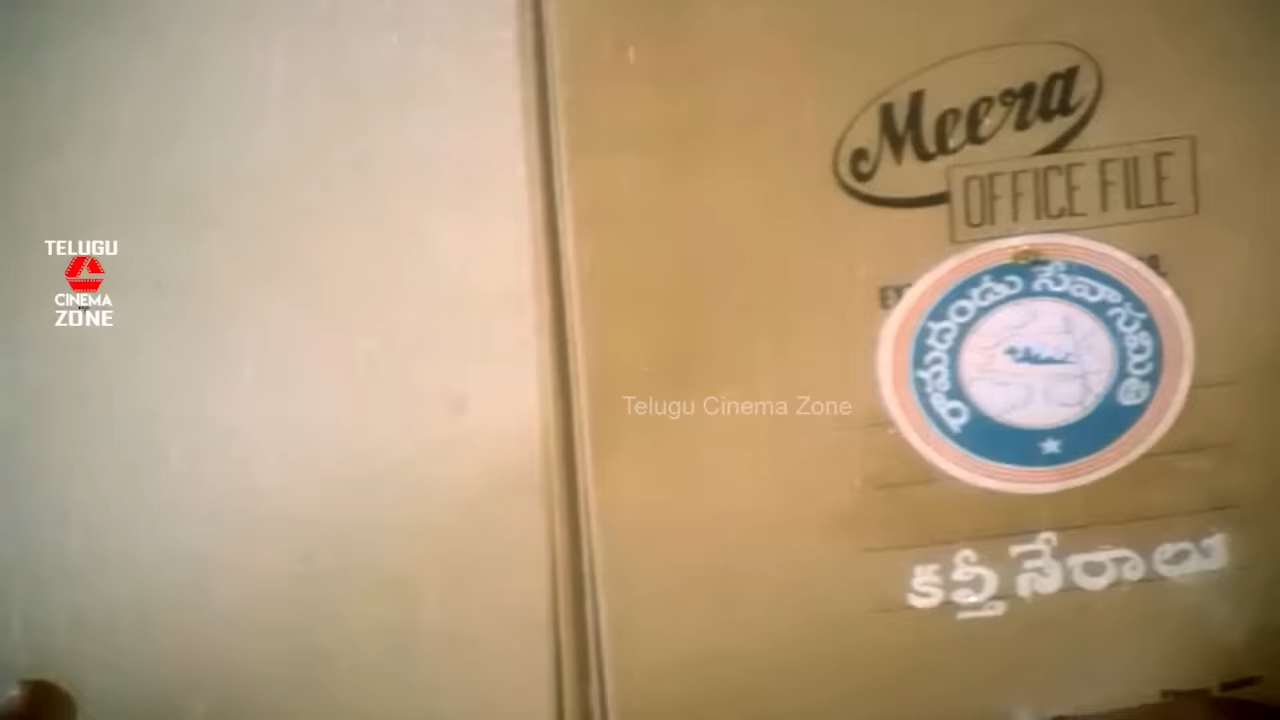 Meera
OFFICE FILE
రామదండు సేవాసమితి
కల్తీ నేరాలు
TELUGU
CINEMA
ZONE
Telugu Cinema Zone